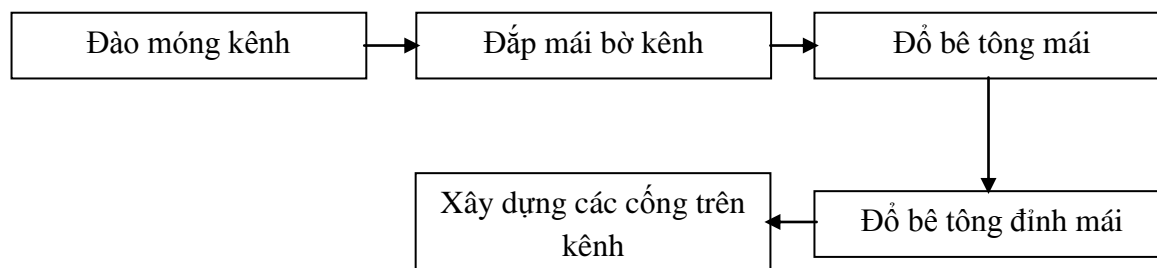 Đào móng kênh
Đắp mái bờ kênh
Đổ bê tông mái
Đổ bê tông đỉnh mái
Xây dựng các cống trên
kênh